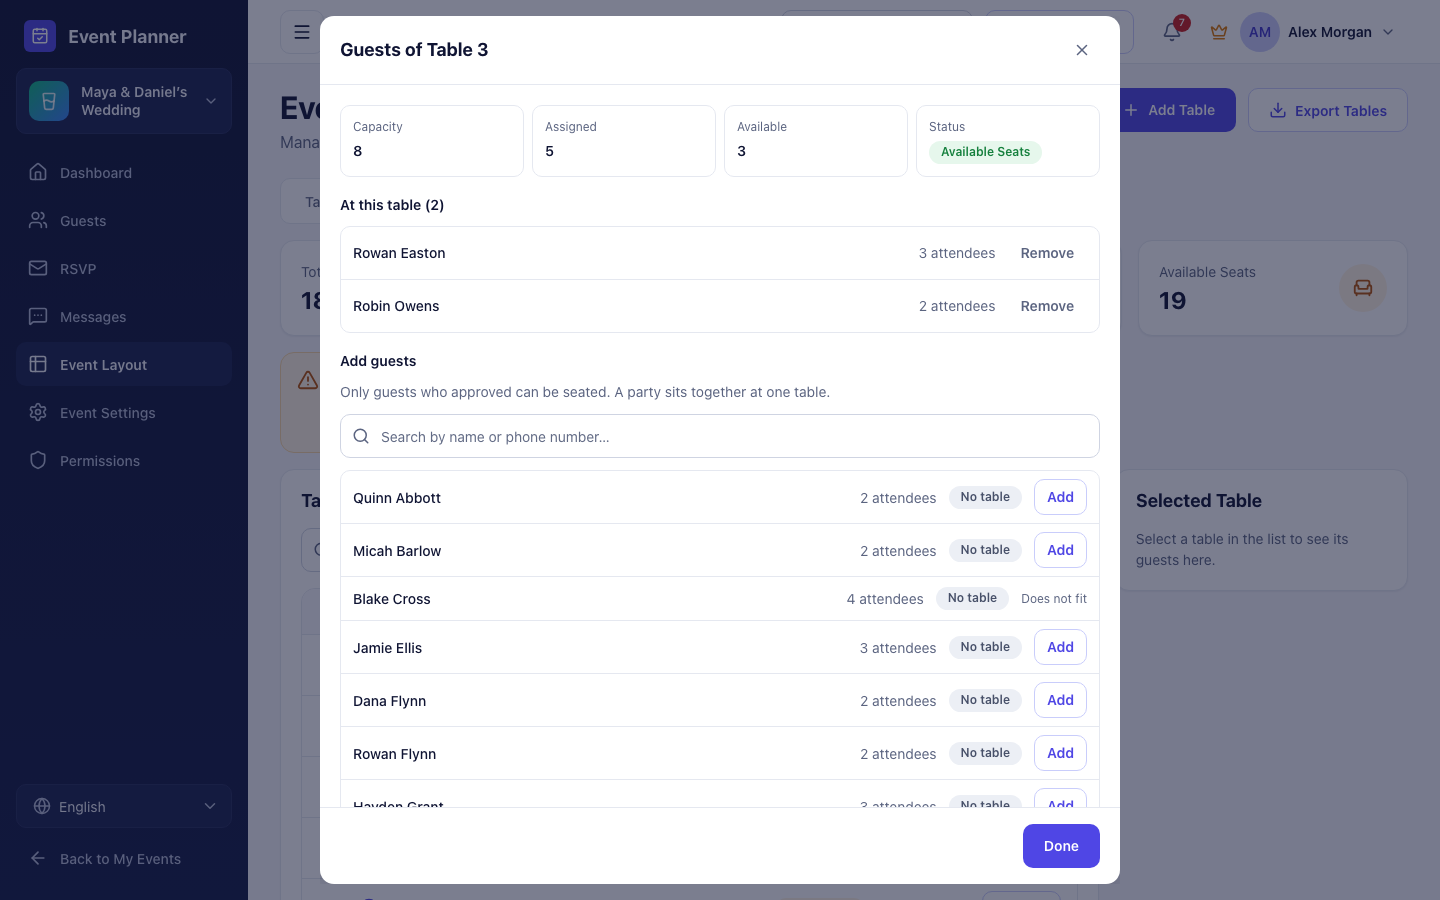 Event Planner
Maya & Daniel's
Wedding
Dashboard
Guests
RSVP
Messages
Event Layout
Event Settings
Permissions
English
Back to My Events
7
AM
Alex Morgan
Add Table
Export Tables
Available Seats
19
Selected Table
Select a table in the list to see its
guests here.
Guests of Table 3
Capacity
8
Assigned
5
Available
3
Status
Available Seats
At this table (2)
Rowan Easton
3 attendees
Remove
Robin Owens
2 attendees
Remove
Add guests
Only guests who approved can be seated. A party sits together at one table.
Search by name or phone number...
Quinn Abbott
2 attendees
No table
Add
Micah Barlow
2 attendees
No table
Add
Blake Cross
4 attendees
No table
Does not fit
Jamie Ellis
3 attendees
No table
Add
Dana Flynn
2 attendees
No table
Add
Rowan Flynn
2 attendees
No table
Add
Hayden Grant
3 attendees
No table
Add
Done